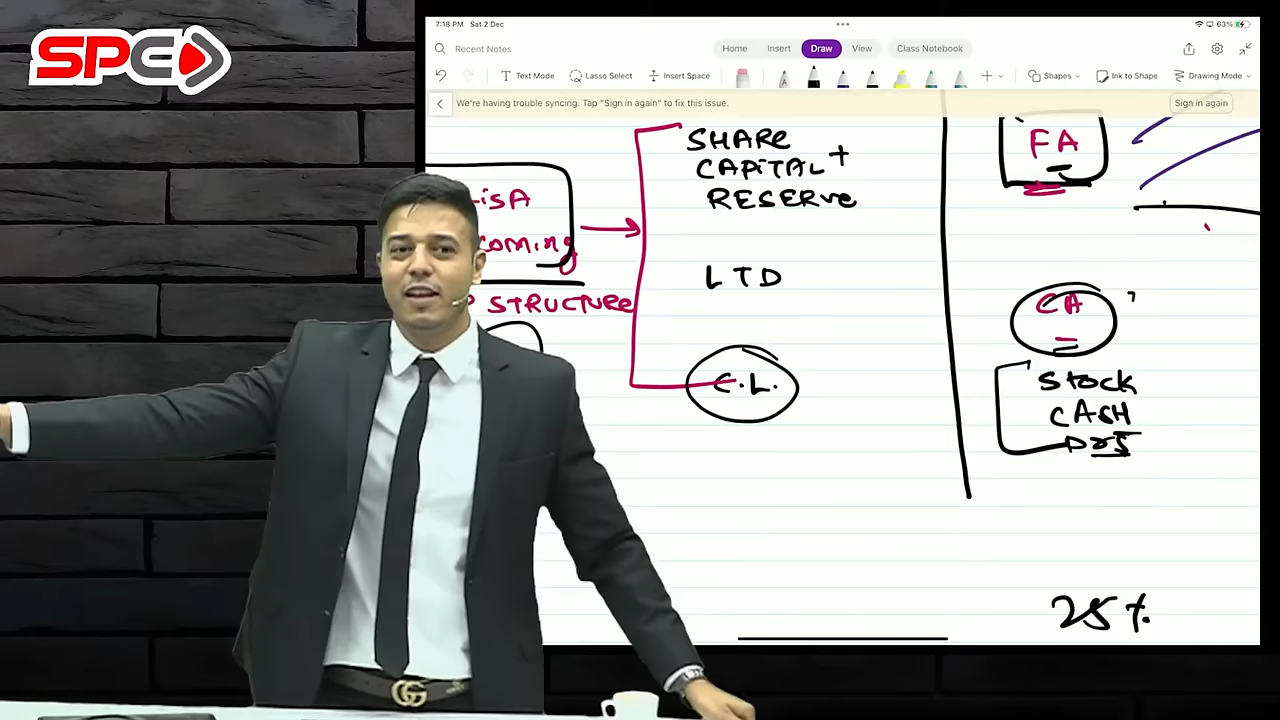 SPC
7:18 PM Sat 2 Dec
63%
Recent Notes
Home Insert Draw View Class Notebook
Text Mode Lasso Select Insert Space Shapes Ink to Shape Drawing Mode
We're having trouble syncing. Tap "Sign in again" to fix this issue.
Sign in again
SHARE
CAPITAL +
RESERVE
LTD
C.L.
STRUCTURE
FA
CA
Stock
CASH
DRS
25%